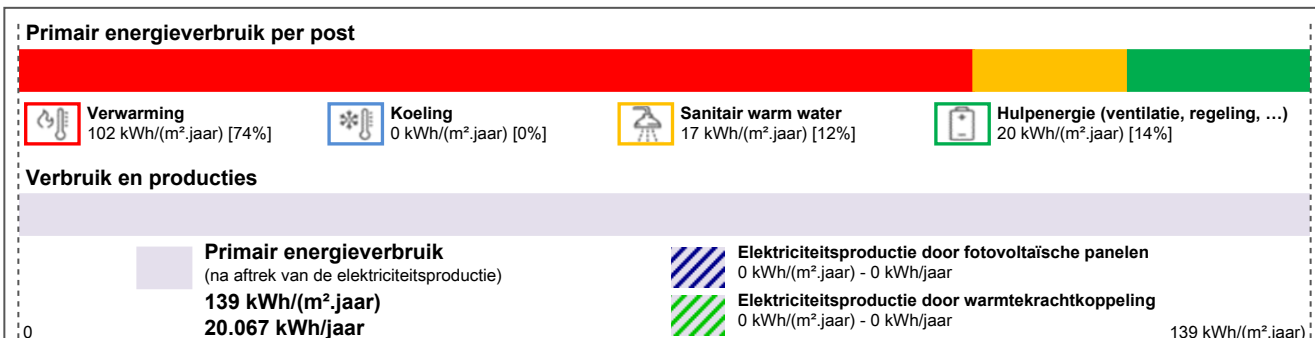 Primair energieverbruik per post
Verwarming
102 kWh/(m².jaar) [74%]
Koeling
0 kWh/(m².jaar) [0%]
Sanitair warm water
17 kWh/(m².jaar) [12%]
Hulpenergie (ventilatie, regeling, …)
20 kWh/(m².jaar) [14%]
Verbruik en producties
Primair energieverbruik
(na aftrek van de elektriciteitsproductie)
139 kWh/(m².jaar)
20.067 kWh/jaar
Elektriciteitsproductie door fotovoltaïsche panelen
0 kWh/(m².jaar) - 0 kWh/jaar
Elektriciteitsproductie door warmtekrachtkoppeling
0 kWh/(m².jaar) - 0 kWh/jaar
0
139 kWh/(m².jaar)